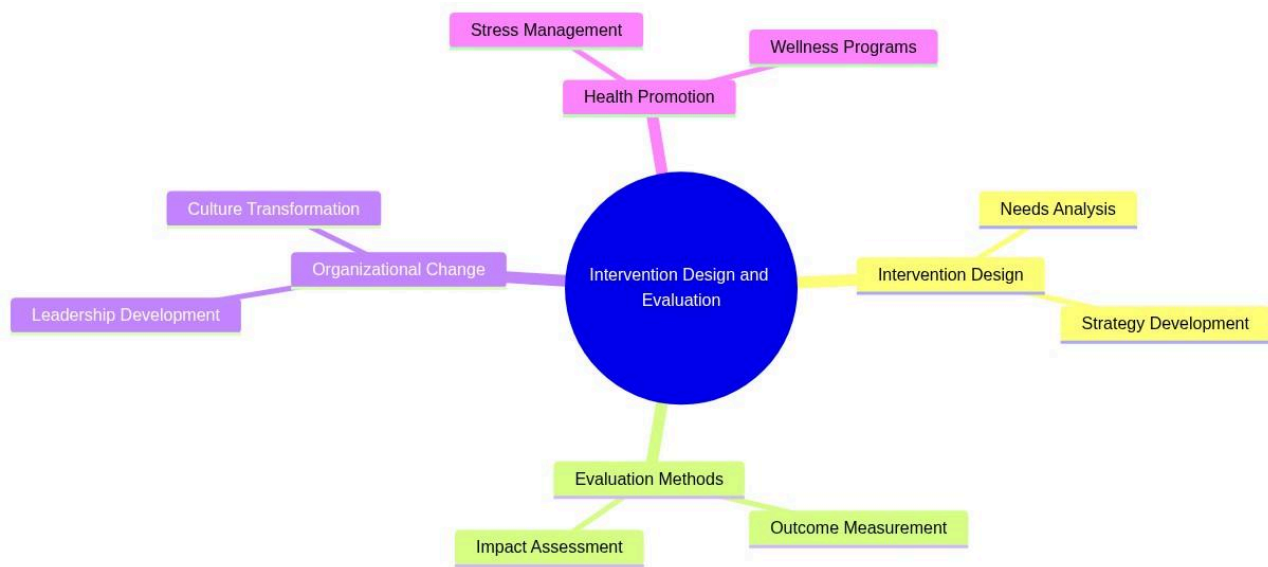 Stress Management
Wellness Programs
Health Promotion
Culture Transformation
Needs Analysis
Organizational Change
Intervention Design and
Evaluation
Intervention Design
Leadership Development
Strategy Development
Evaluation Methods
Outcome Measurement
Impact Assessment